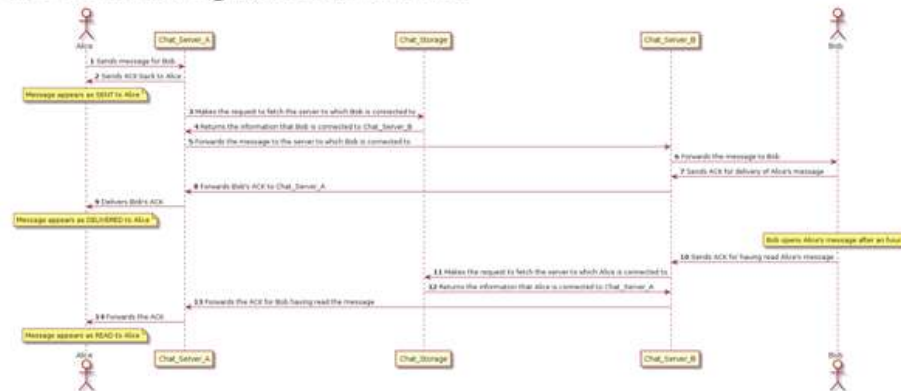 Alice
Chat_Server_A
Chat_Storage
Chat_Server_B
Bob
1 Sends message for Bob
2 Sends ACK back to Alice
Message appears as SENT to Alice
3 Makes the request to fetch the server to which Bob is connected to
4 Returns the information that Bob is connected to Chat_Server_B
5 Forwards the message to the server to which Bob is connected to
6 Forwards the message to Bob
7 Sends ACK for delivery of Alice's message
8 Forwards Bob's ACK to Chat_Server_A
9 Delivers Bob's ACK
Message appears as DELIVERED to Alice
Bob opens Alice's message after an hour
10 Sends ACK for having read Alice's message
11 Makes the request to fetch the server to which Alice is connected to
12 Returns the information that Alice is connected to Chat_Server_A
13 Forwards the ACK for Bob having read the message
14 Forwards the ACK
Message appears as READ to Alice
Alice
Chat_Server_A
Chat_Storage
Chat_Server_B
Bob